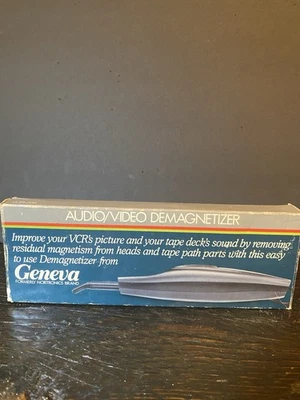 AUDIO/VIDEO DEMAGNETIZER
Improve your VCR's picture and your tape deck's sound by removing
residual magnetism from heads and tape path parts with this easy
to use Demagnetizer from
Geneva
FORMERLY NORTRONICS BRAND